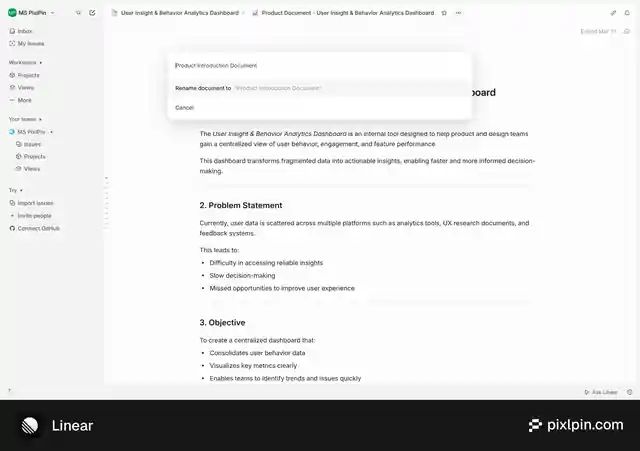 MS PixlPin
User Insight & Behavior Analytics Dashboard
Product Document - User Insight & Behavior Analytics Dashboard
Inbox
My Issues
Workspace
Projects
Views
More
Your teams
MS PixlPin
Issues
Projects
Views
Try
Import issues
Invite people
Connect GitHub
Edited Mar 11
Product Introduction Document
Rename document to "Product Introduction Document"
Cancel
board
The User Insight & Behavior Analytics Dashboard is an internal tool designed to help product and design teams
gain a centralized view of user behavior, engagement, and feature performance
This dashboard transforms fragmented data into actionable insights, enabling faster and more informed decision-
making.
2. Problem Statement
Currently, user data is scattered across multiple platforms such as analytics tools, UX research documents, and
feedback systems.
This leads to:
• Difficulty in accessing reliable insights
• Slow decision-making
• Missed opportunities to improve user experience
3. Objective
To create a centralized dashboard that:
• Consolidates user behavior data
• Visualizes key metrics clearly
• Enables teams to identify trends and issues quickly
?
Ask Linear
Linear
pixlpin.com